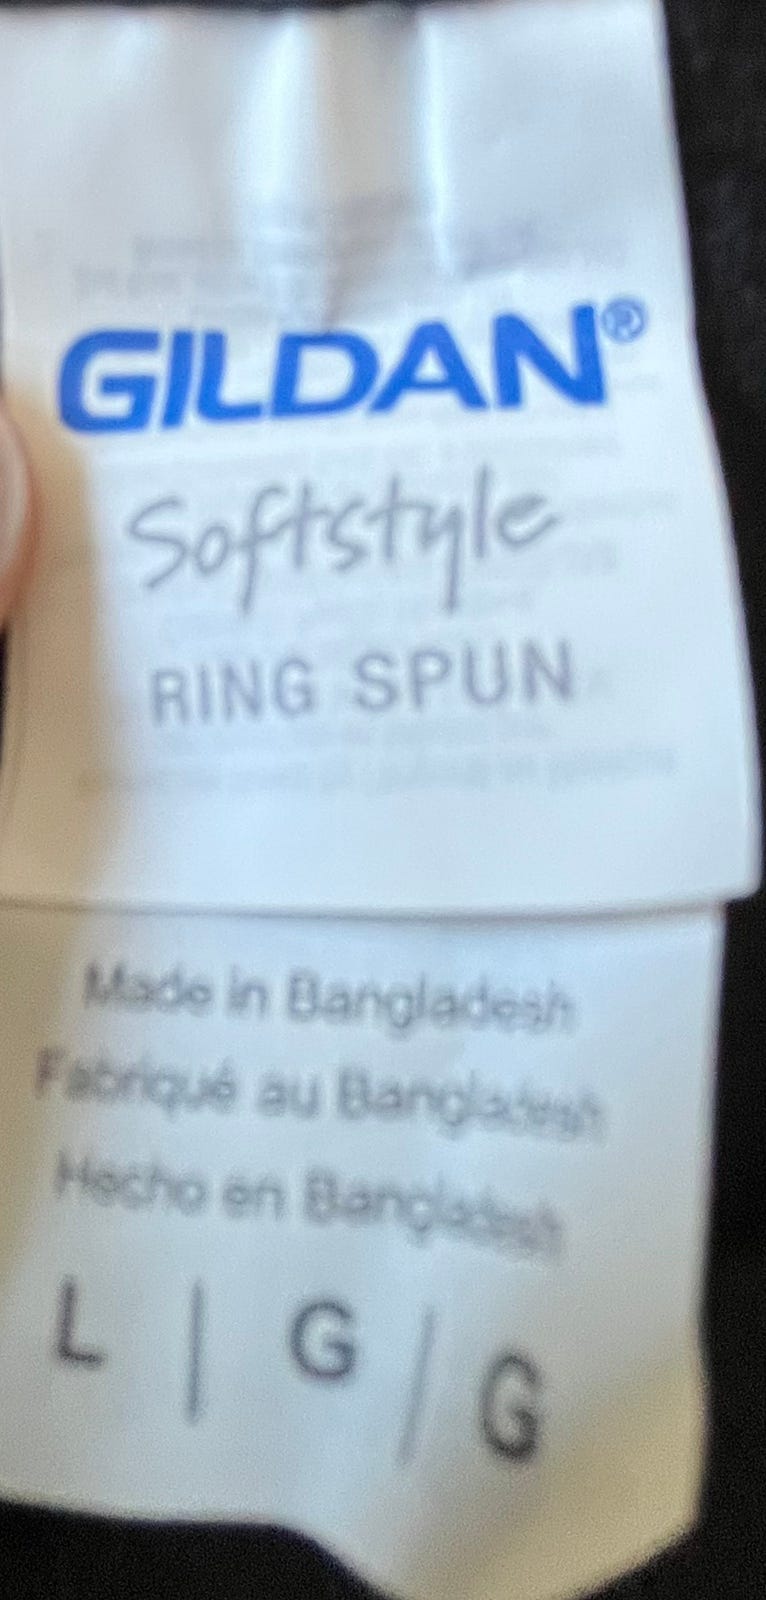 GILDAN®
Softstyle
RING SPUN
Made in Bangladesh
Fabriqué au Bangladesh
Hecho en Bangladesh
L | G / G